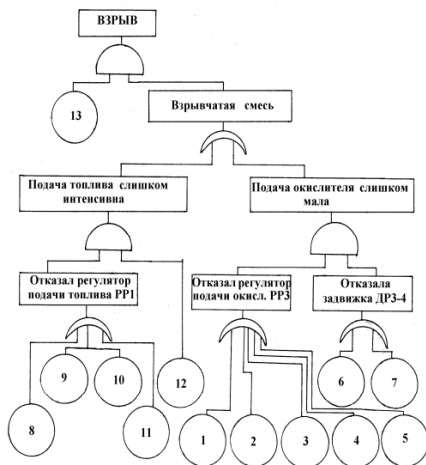 ВЗРЫВ
13
Взрывчатая смесь
Подача топлива слишком
интенсивна
Подача окислителя слишком
мала
Отказал регулятор
подачи топлива РР1
Отказал регулятор
подачи окисл. РР3
Отказала
задвижка ДР3-4
9
10
12
6
7
8
11
1
2
3
4
5